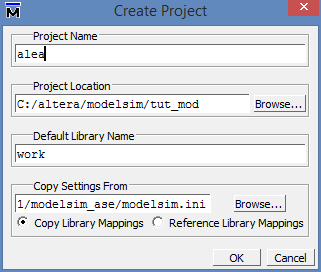 Create Project
Project Name
alea
Project Location
C:/altera/modelsim/tut_mod Browse...
Default Library Name
work
Copy Settings From
1/modelsim_ase/modelsim.ini Browse...
Copy Library Mappings Reference Library Mappings
OK Cancel